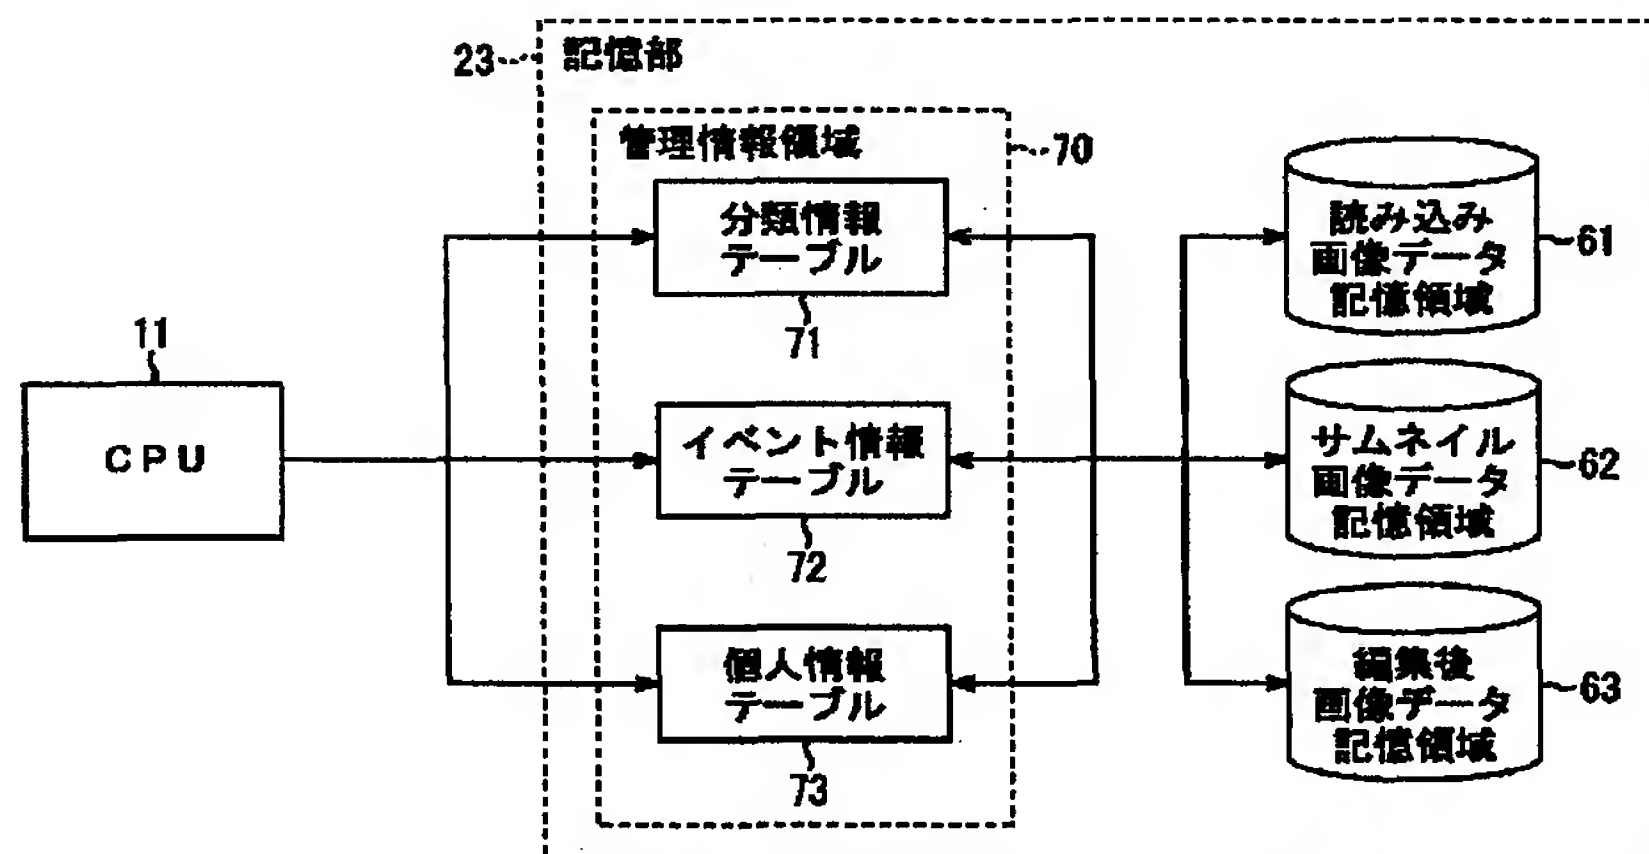 23
記憶部
管理情報領域
70
分類情報
テーブル
71
11
CPU
イベント情報
テーブル
72
個人情報
テーブル
73
読み込み
画像データ
記憶領域
61
サムネイル
画像データ
記憶領域
62
編集後
画像データ
記憶領域
63